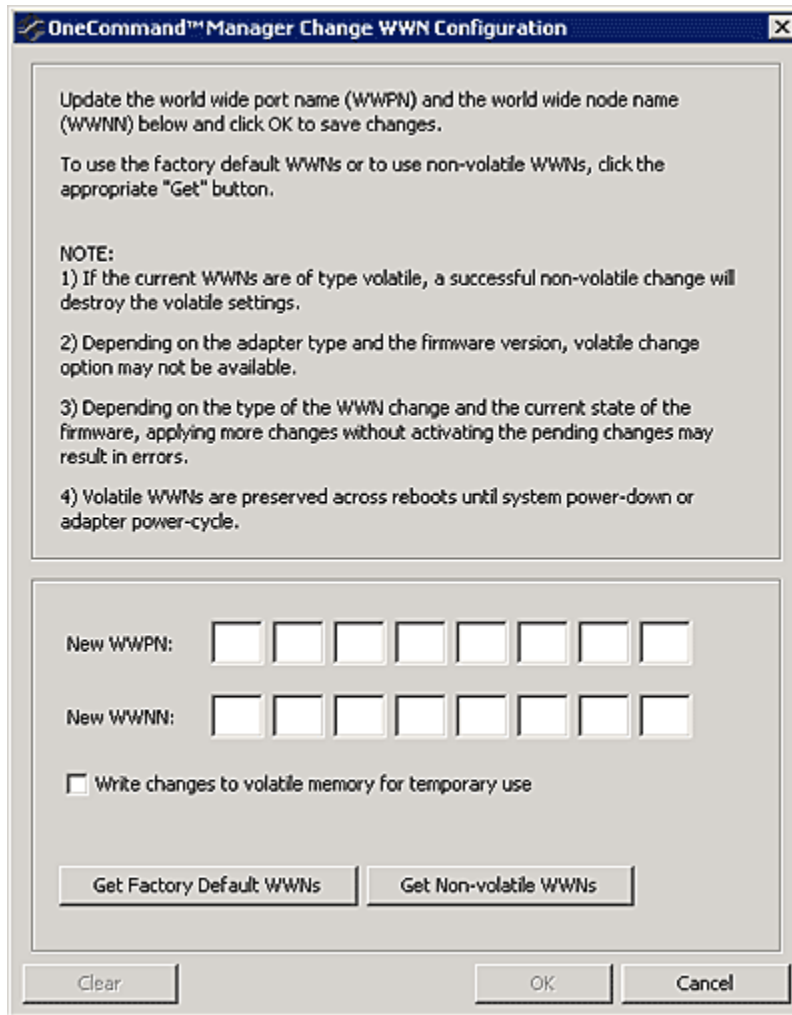 OneCommand™Manager Change WWN Configuration
Update the world wide port name (WWPN) and the world wide node name
(WWNN) below and click OK to save changes.
To use the factory default WWNs or to use non-volatile WWNs, click the
appropriate "Get" button.
NOTE:
1) If the current WWNs are of type volatile, a successful non-volatile change will
destroy the volatile settings.
2) Depending on the adapter type and the firmware version, volatile change
option may not be available.
3) Depending on the type of the WWN change and the current state of the
firmware, applying more changes without activating the pending changes may
result in errors.
4) Volatile WWNs are preserved across reboots until system power-down or
adapter power-cycle.
New WWPN:
New WWNN:
Write changes to volatile memory for temporary use
Get Factory Default WWNs Get Non-volatile WWNs
Clear OK Cancel